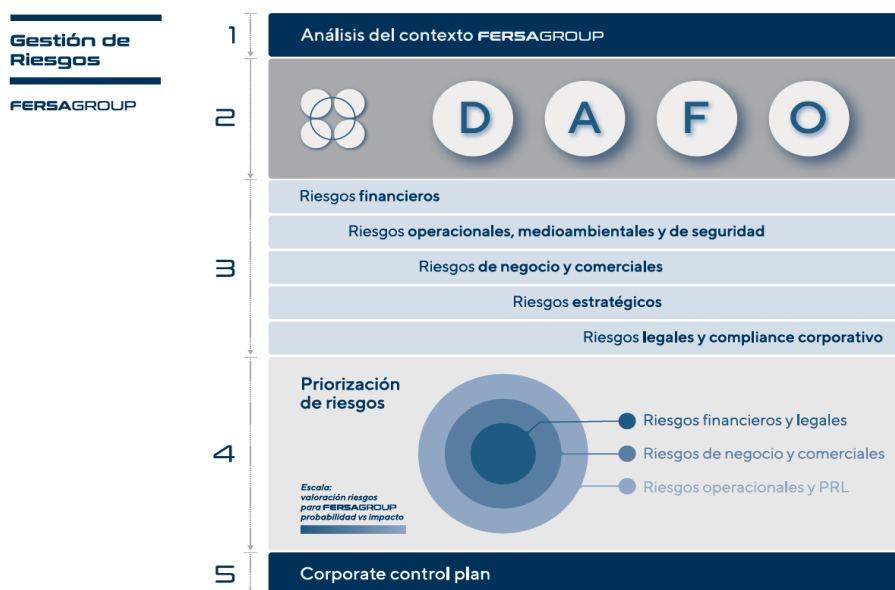 Gestión de
Riesgos
FERSAGROUP
1
Análisis del contexto FERSAGROUP
2
D A F O
3
Riesgos financieros
Riesgos operacionales, medioambientales y de seguridad
Riesgos de negocio y comerciales
Riesgos estratégicos
Riesgos legales y compliance corporativo
4
Priorización
de riesgos
Riesgos financieros y legales
Riesgos de negocio y comerciales
Riesgos operacionales y PRL
Escala:
valoración riesgos
para FERSAGROUP
probabilidad vs impacto
5
Corporate control plan